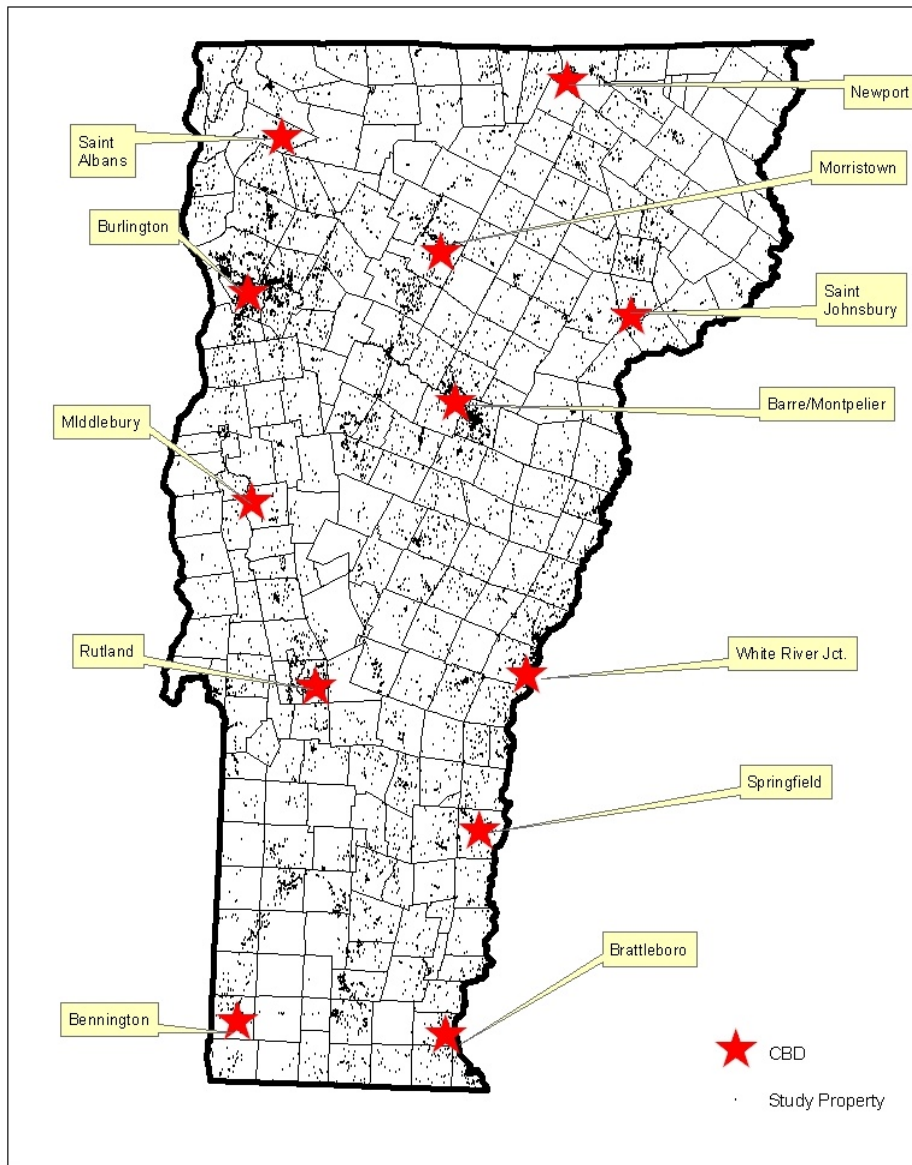 Newport
Saint
Albans
Morristown
Burlington
Saint
Johnsbury
Barre/Montpelier
MIddlebury
Rutland
White River Jct.
Springfield
Brattleboro
Bennington
CBD
Study Property